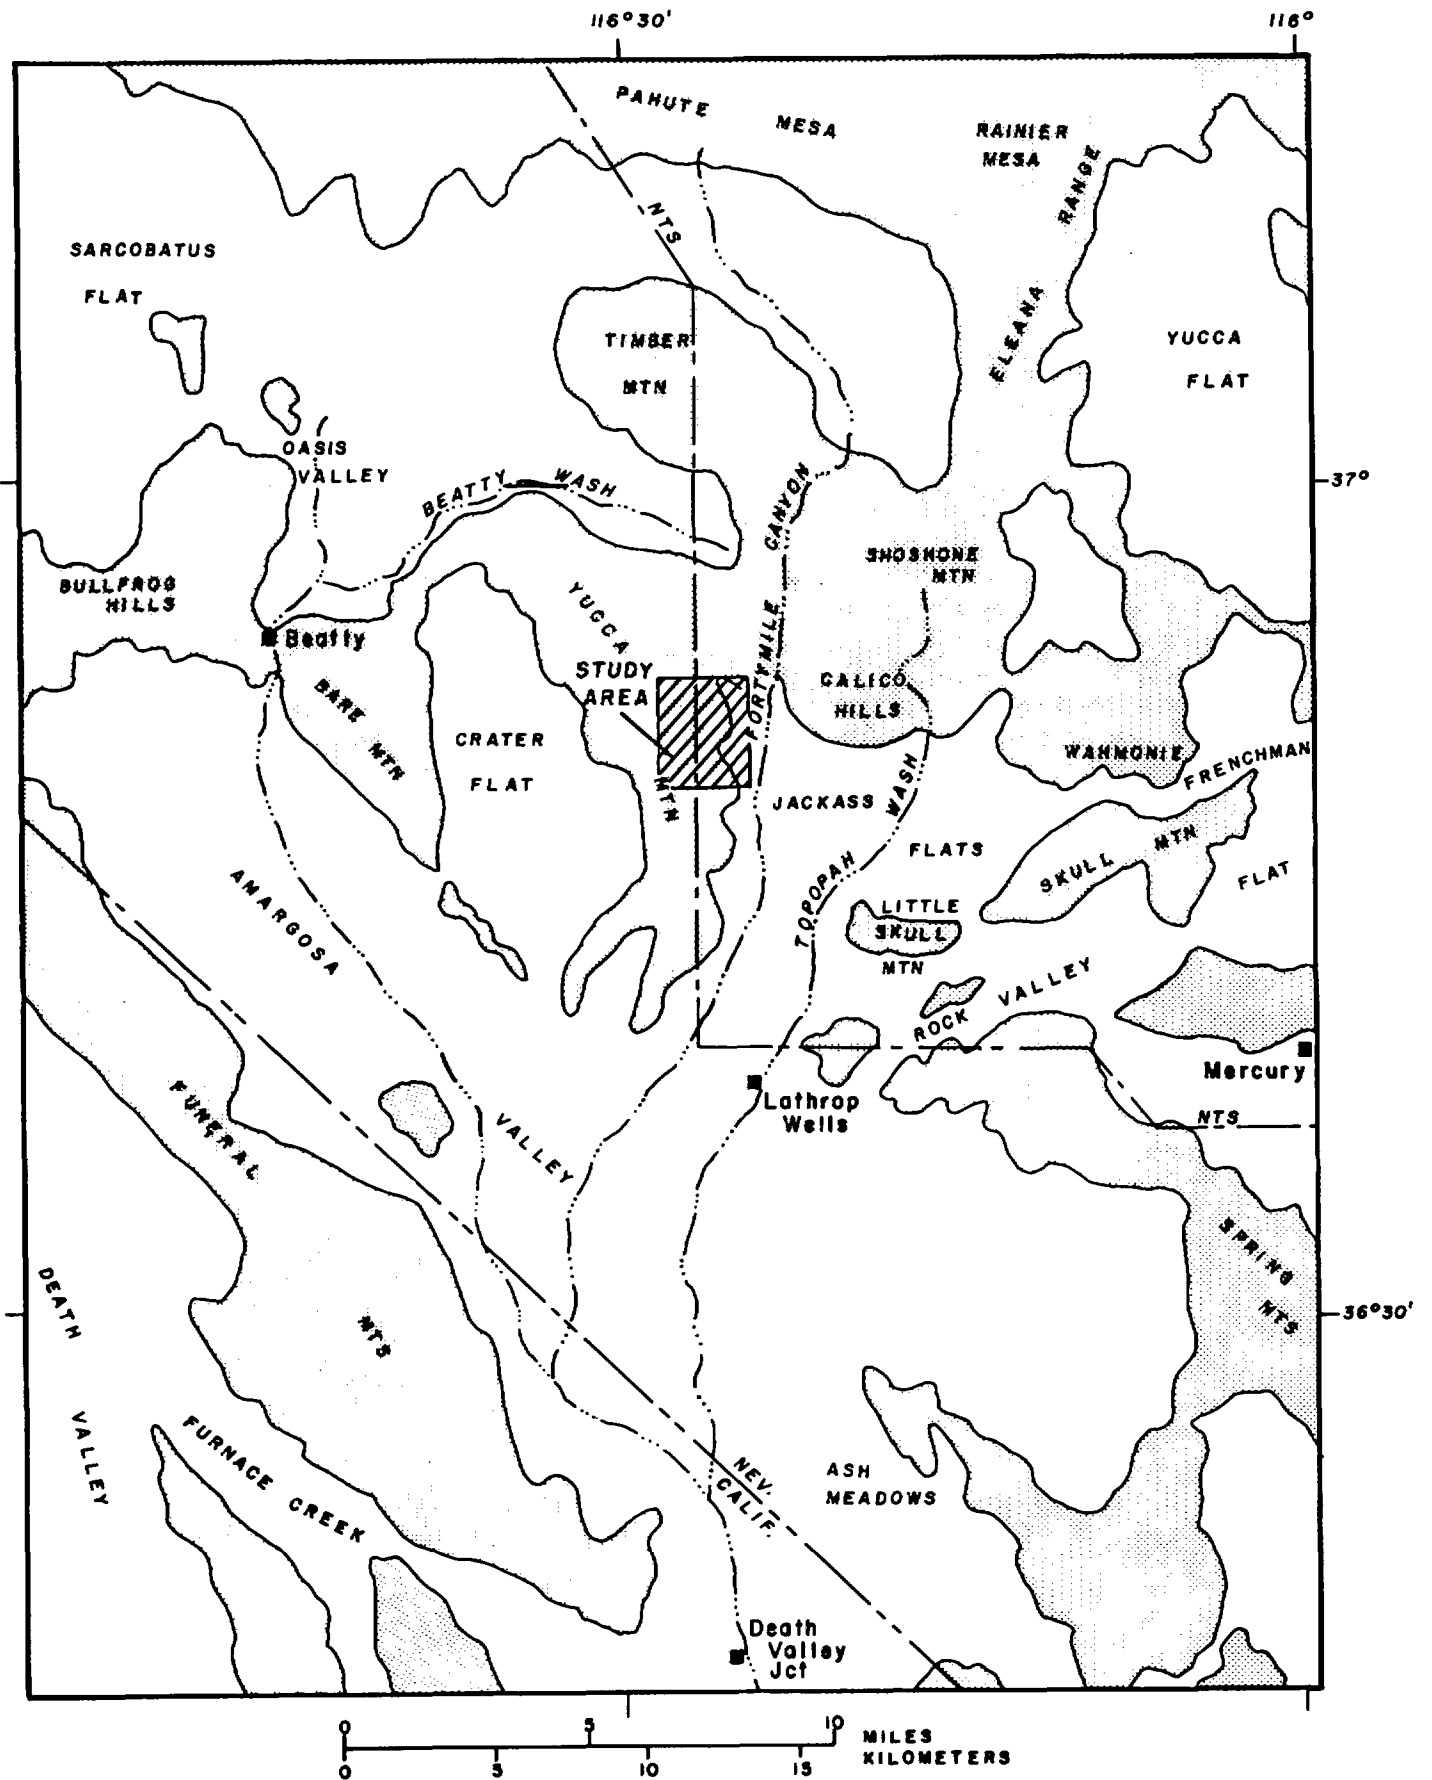 116°30'
116°
PAHUTE MESA
RAINIER
MESA
ELEANA RANGE
NTS
SARCOBATUS
FLAT
TIMBER
MTN
YUCCA
FLAT
OASIS
VALLEY
BEATTY WASH
37°
FORTYMILE CANYON
SHOSHONE
MTN
BULLFROG
HILLS
Beatty
YUCCA MTN
STUDY
AREA
CALICO
HILLS
BARE MTN
CRATER
FLAT
WAHMONIE
FRENCHMAN
FLAT
JACKASS
FLATS
TOPOPAH WASH
SKULL MTN
LITTLE
SKULL
MTN
AMARGOSA
VALLEY
ROCK VALLEY
Mercury
Lathrop
Wells
NTS
FUNERAL
MTS
SPRING
MTS
DEATH
VALLEY
36°30'
FURNACE CREEK
NEV.
CALIF.
ASH
MEADOWS
Death
Valley
Jct
0 5 10 MILES
0 5 10 15 KILOMETERS